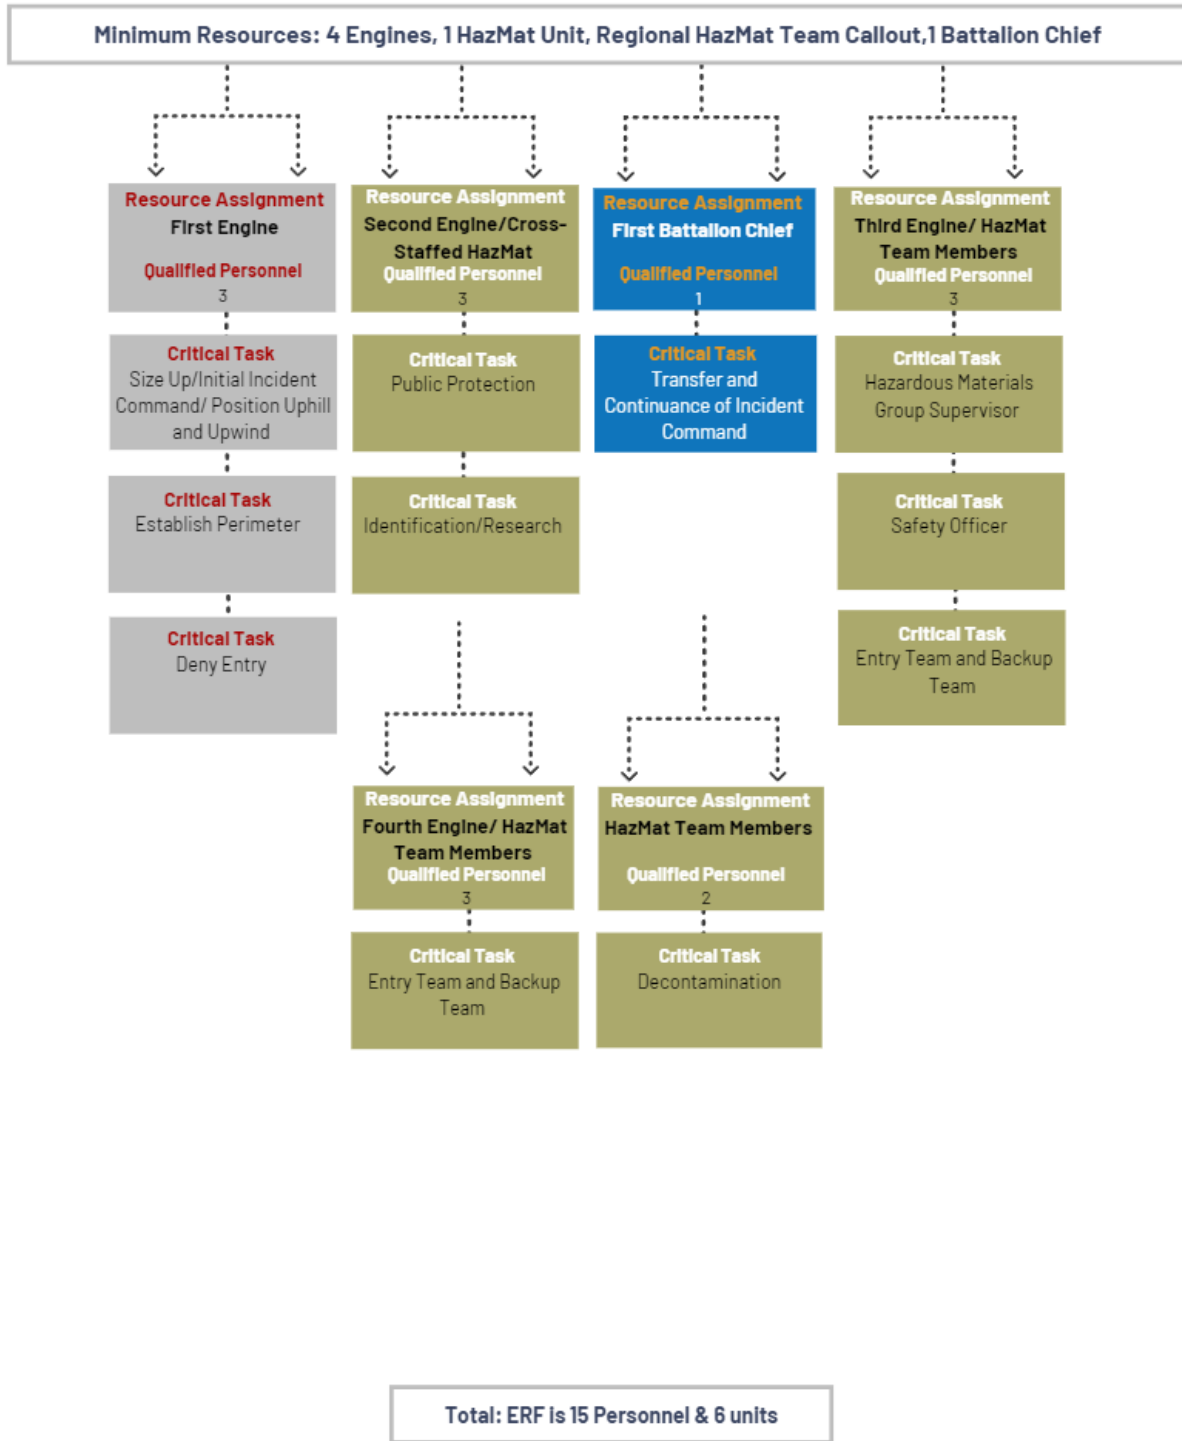 Minimum Resources: 4 Engines, 1 HazMat Unit, Regional HazMat Team Callout,1 Battalion Chief
Resource Assignment
First Engine
Qualified Personnel
3
Critical Task
Size Up/Initial Incident
Command/ Position Uphill
and Upwind
Critical Task
Establish Perimeter
Critical Task
Deny Entry
Resource Assignment
Second Engine/Cross-
Staffed HazMat
Qualified Personnel
3
Critical Task
Public Protection
Critical Task
Identification/Research
Resource Assignment
First Battalion Chief
Qualified Personnel
1
Critical Task
Transfer and
Continuance of Incident
Command
Resource Assignment
Third Engine/ HazMat
Team Members
Qualified Personnel
3
Critical Task
Hazardous Materials
Group Supervisor
Critical Task
Safety Officer
Critical Task
Entry Team and Backup
Team
Resource Assignment
Fourth Engine/ HazMat
Team Members
Qualified Personnel
3
Critical Task
Entry Team and Backup
Team
Resource Assignment
HazMat Team Members
Qualified Personnel
2
Critical Task
Decontamination
Total: ERF is 15 Personnel & 6 units